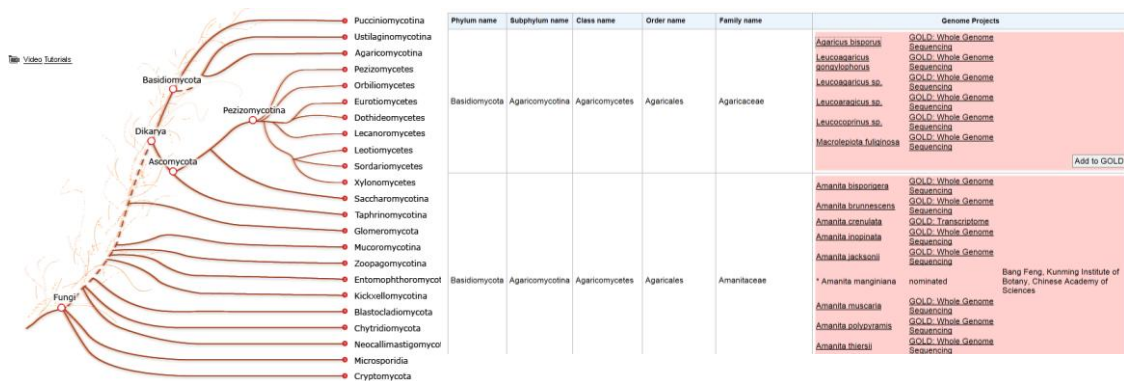 Video Tutorials
Pucciniomycotina
Ustilaginomycotina
Agaricomycotina
Basidiomycota
Pezizomycetes
Orbiliomycetes
Eurotiomycetes
Pezizomycotina
Dothideomycetes
Dikarya
Lecanoromycetes
Leotiomycetes
Ascomycota
Sordariomycetes
Xylonomycetes
Saccharomycotina
Taphrinomycotina
Glomeromycota
Mucoromycotina
Zoopagomycotina
Entomophthoromycot
Fungi
Kickxellomycotina
Blastocladiomycota
Chytridiomycota
Neocallimastigomycot
Microsporidia
Cryptomycota
Phylum name Subphylum name Class name Order name Family name Genome Projects
Basidiomycota Agaricomycotina Agaricomycetes Agaricales Agaricaceae
Agaricus bisporus GOLD: Whole Genome
Sequencing
Leucoagaricus
gongylophorus GOLD: Whole Genome
Sequencing
Leucoagaricus sp. GOLD: Whole Genome
Sequencing
Leucoaragicus sp. GOLD: Whole Genome
Sequencing
Leucocoprinus sp. GOLD: Whole Genome
Sequencing
Macrolepiota fuliginosa GOLD: Whole Genome
Sequencing
Add to GOLD
Basidiomycota Agaricomycotina Agaricomycetes Agaricales Amanitaceae
Amanita bisporigera GOLD: Whole Genome
Sequencing
Amanita brunnescens GOLD: Whole Genome
Sequencing
Amanita crenulata GOLD: Transcriptome
Amanita inopinata GOLD: Whole Genome
Sequencing
Amanita jacksonii GOLD: Whole Genome
Sequencing
* Amanita manginiana nominated Bang Feng, Kunming Institute of
Botany, Chinese Academy of
Sciences
Amanita muscaria GOLD: Whole Genome
Sequencing
Amanita polypyramis GOLD: Whole Genome
Sequencing
Amanita thiersii GOLD: Whole Genome
Sequencing